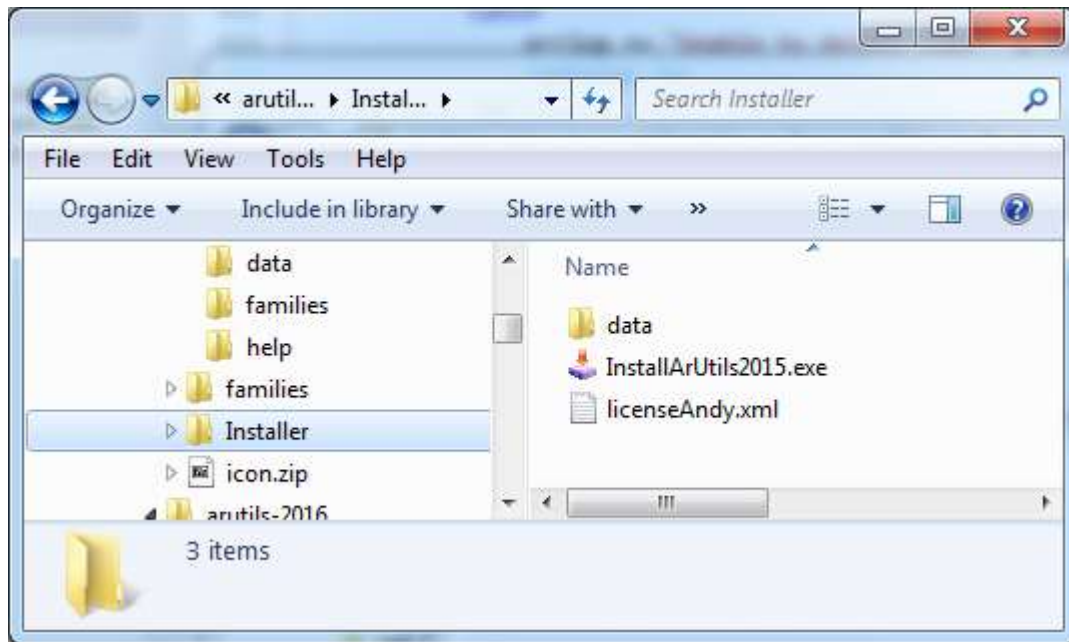 « arutil... ▸ Instal... ▸ Search Installer
File Edit View Tools Help
Organize Include in library Share with »
data
families
help
families
Installer
icon.zip
arutils-2016
Name
data
InstallArUtils2015.exe
licenseAndy.xml
3 items